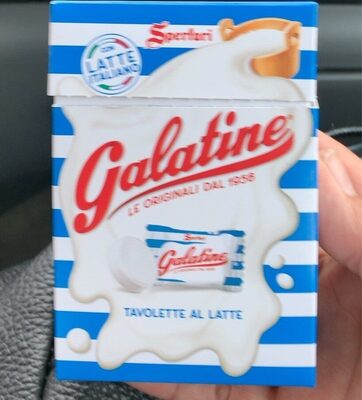 Sperlari
CON
LATTE
ITALIANO
Galatine
LE ORIGINALI DAL 1956
Sperlari
Galatine
TAVOLETTE AL LATTE